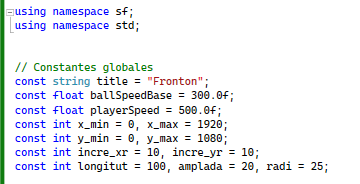 using namespace sf;
using namespace std;
// Constantes globales
const string title = "Fronton";
const float ballSpeedBase = 300.0f;
const float playerSpeed = 500.0f;
const int x_min = 0, x_max = 1920;
const int y_min = 0, y_max = 1080;
const int incre_xr = 10, incre_yr = 10;
const int longitut = 100, amplada = 20, radi = 25;